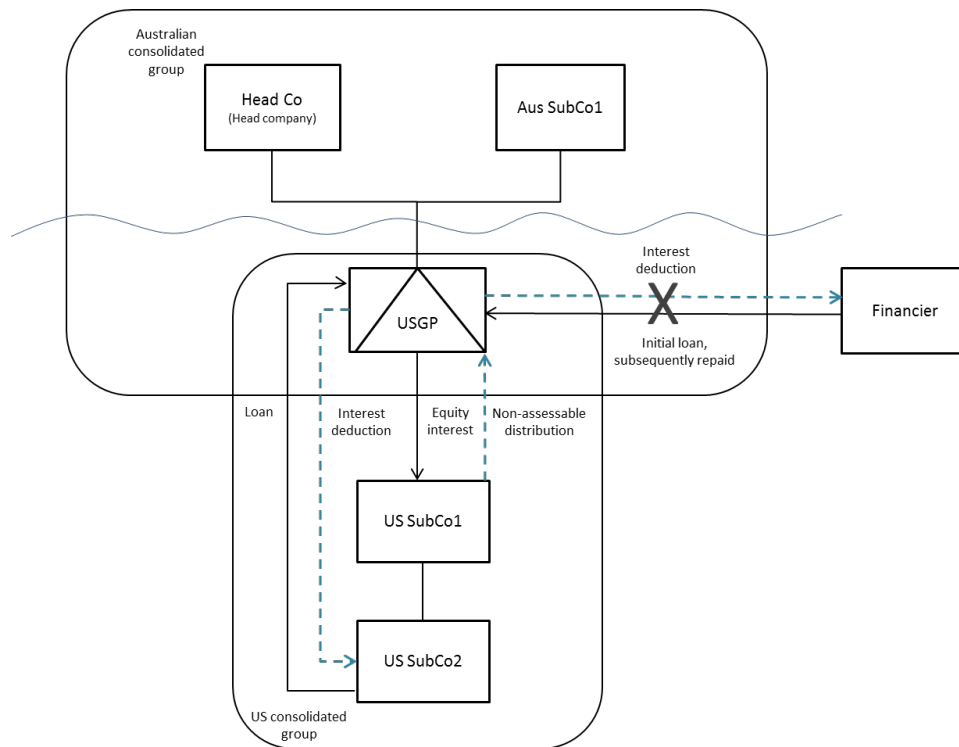 Australian
consolidated
group
Head Co
(Head company)
Aus SubCo1
Interest
deduction
USGP
Financier
Initial loan,
subsequently repaid
Loan
Interest
deduction
Equity
interest
Non-assessable
distribution
US SubCo1
US SubCo2
US consolidated
group